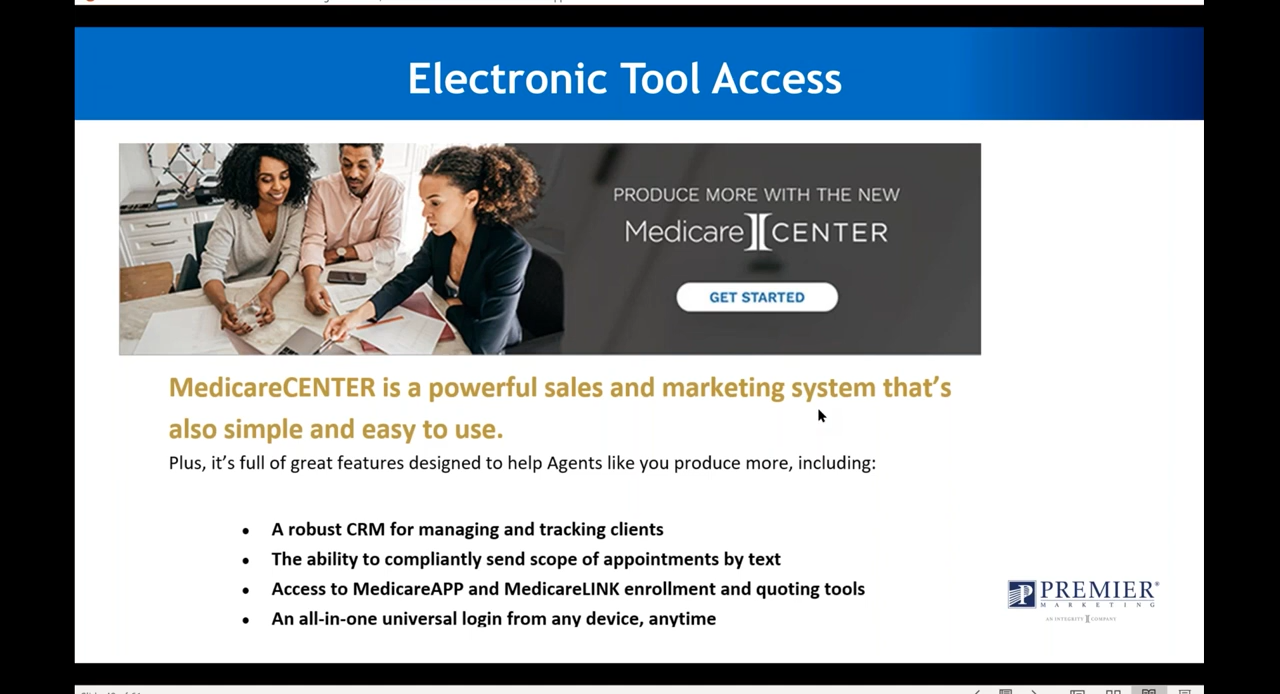 Electronic Tool Access
PRODUCE MORE WITH THE NEW
Medicare CENTER
GET STARTED
MedicareCENTER is a powerful sales and marketing system that’s
also simple and easy to use.
Plus, it’s full of great features designed to help Agents like you produce more, including:
• A robust CRM for managing and tracking clients
• The ability to compliantly send scope of appointments by text
• Access to MedicareAPP and MedicareLINK enrollment and quoting tools
• An all-in-one universal login from any device, anytime
PREMIER®
MARKETING
AN INTEGRITY COMPANY